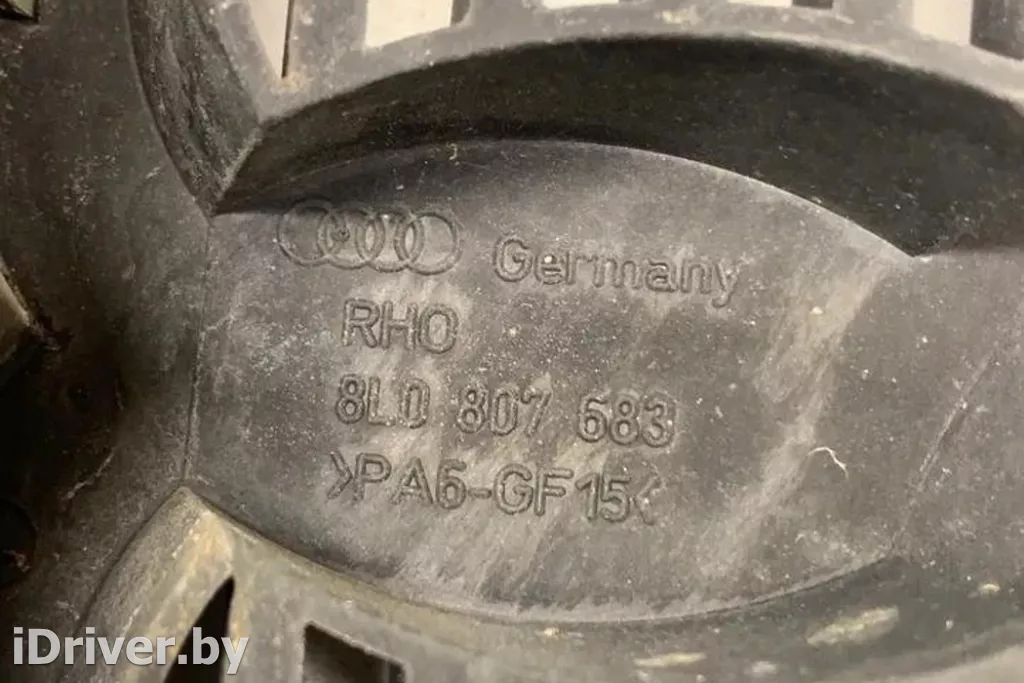 Germany
RHO
8L0 807 683
>PA6-GF15<
iDriver.by